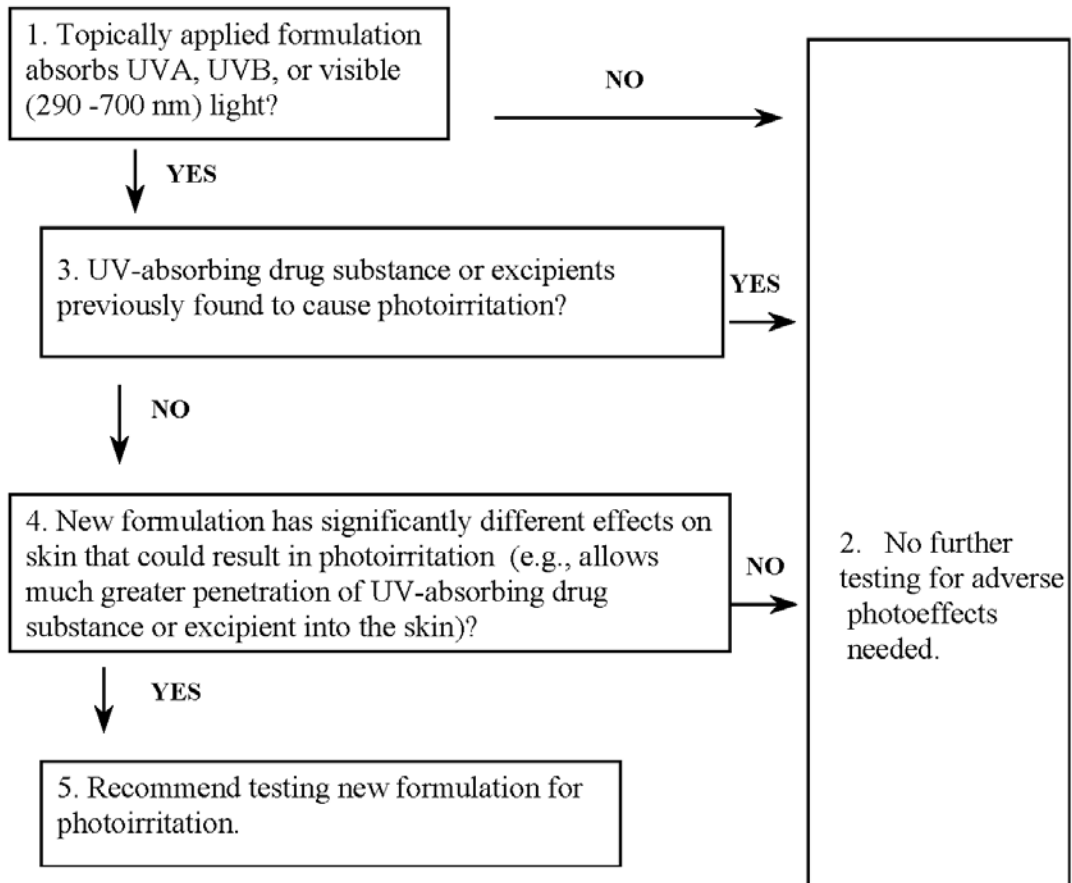 1. Topically applied formulation
absorbs UVA, UVB, or visible
(290 -700 nm) light?
NO
YES
3. UV-absorbing drug substance or excipients
previously found to cause photoirritation?
YES
NO
4. New formulation has significantly different effects on
skin that could result in photoirritation (e.g., allows
much greater penetration of UV-absorbing drug
substance or excipient into the skin)?
NO
2. No further
testing for adverse
photoeffects
needed.
YES
5. Recommend testing new formulation for
photoirritation.